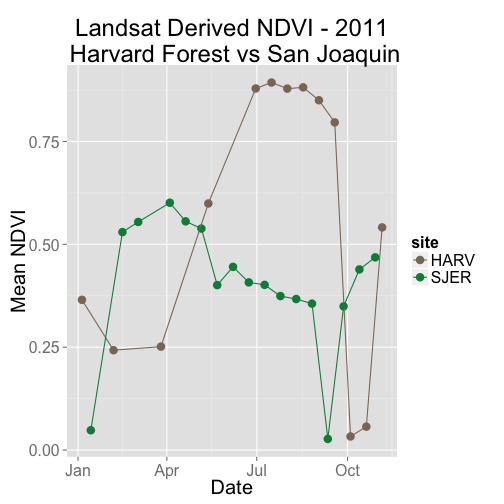 Landsat Derived NDVI - 2011
Harvard Forest vs San Joaquin
Mean NDVI
0.75
0.50
0.25
0.00
Jan Apr Jul Oct
Date
site
HARV
SJER